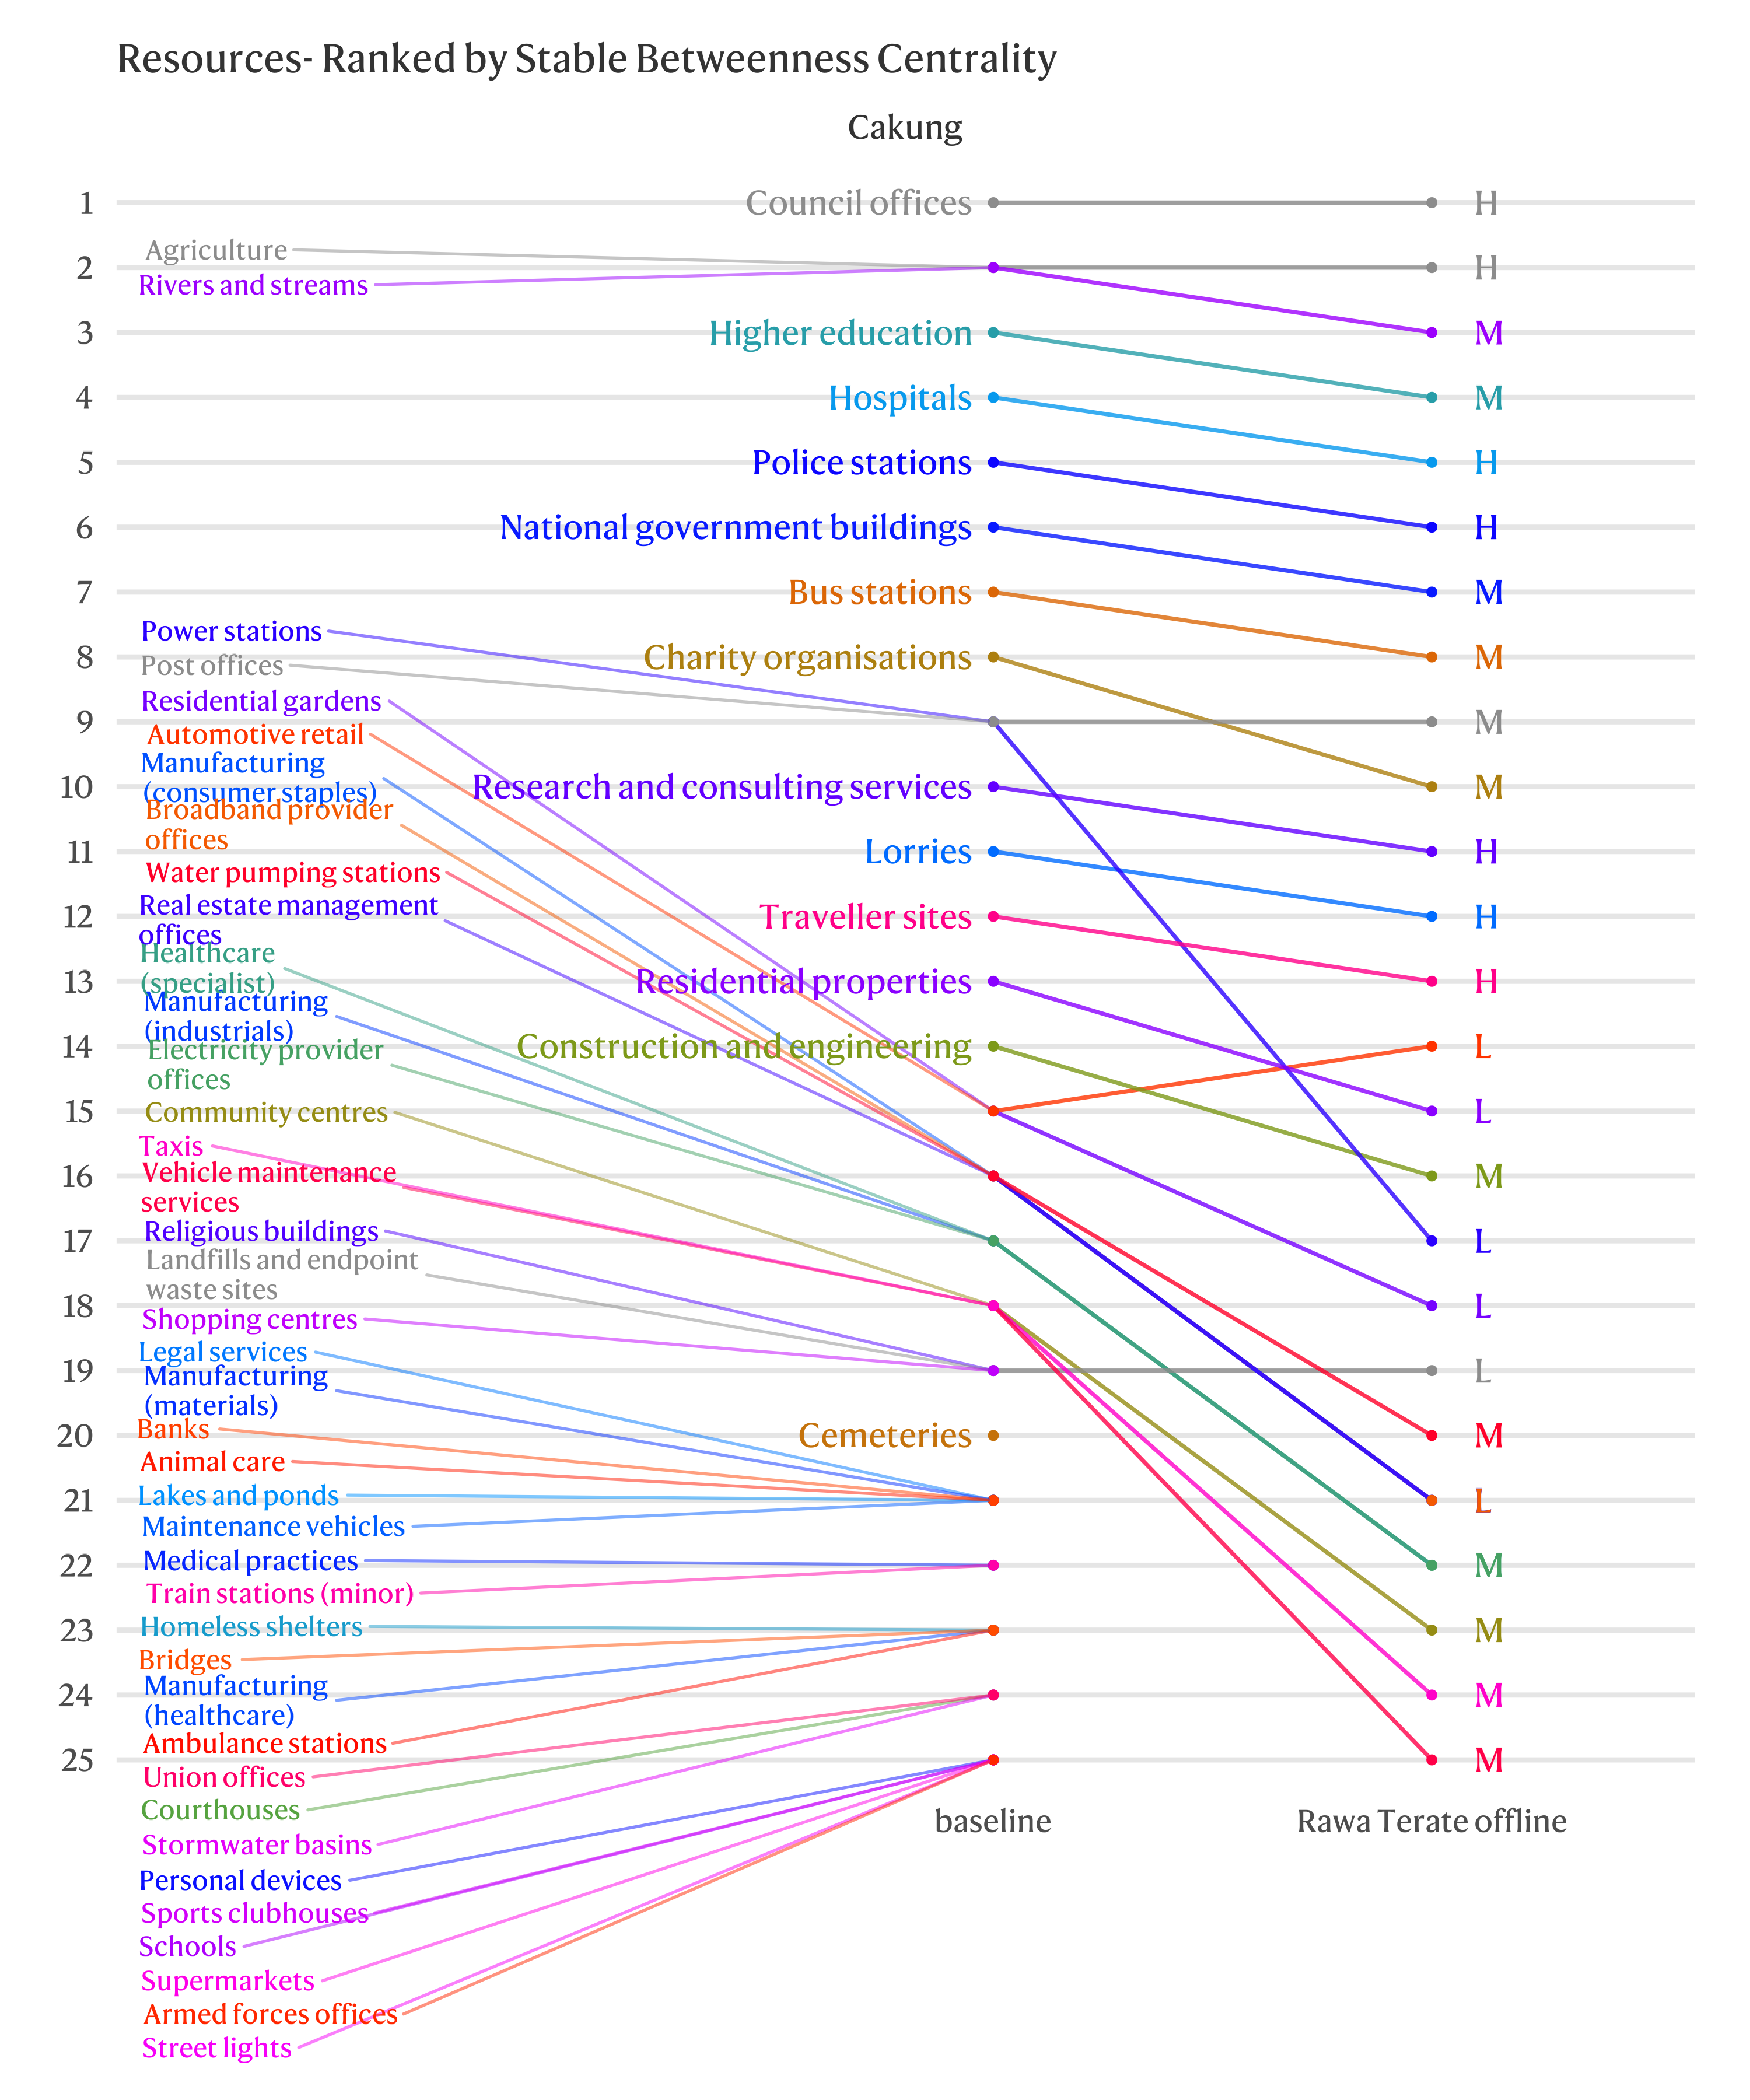 Resources- Ranked by Stable Betweenness Centrality
Cakung
1
Council offices
H
Agriculture
2
H
Rivers and streams
3
Higher education
M
4
Hospitals
M
5
Police stations
H
6
National government buildings
H
7
Bus stations
M
Power stations
8
Charity organisations
M
Post offices
Residential gardens
9
M
Automotive retail
Manufacturing
(consumer staples)
10
Research and consulting services
M
Broadband provider
offices
11
Lorries
H
Water pumping stations
Real estate management
offices
12
Traveller sites
H
Healthcare
(specialist)
13
Residential properties
H
Manufacturing
(industrials)
14
Construction and engineering
L
Electricity provider
offices
15
L
Community centres
Taxis
16
M
Vehicle maintenance
services
Religious buildings
17
L
Landfills and endpoint
waste sites
18
L
Shopping centres
Legal services
19
L
Manufacturing
(materials)
Banks
20
Cemeteries
M
Animal care
Lakes and ponds
21
L
Maintenance vehicles
Medical practices
22
M
Train stations (minor)
Homeless shelters
23
M
Bridges
Manufacturing
(healthcare)
24
M
Ambulance stations
25
M
Union offices
Courthouses
Stormwater basins
Personal devices
Sports clubhouses
Schools
Supermarkets
Armed forces offices
Street lights
baseline
Rawa Terate offline